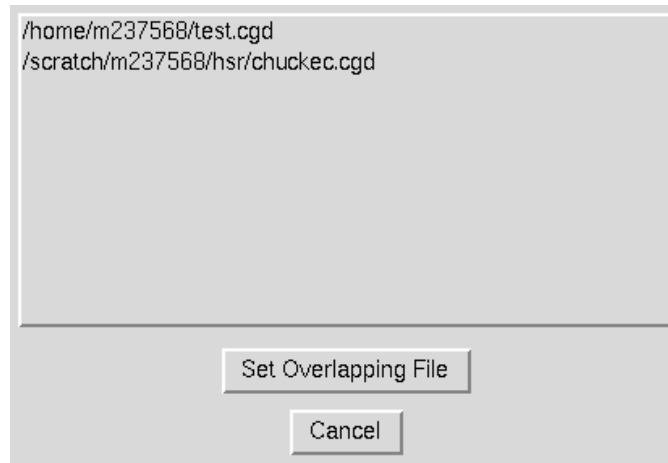 /home/m237568/test.cgd
/scratch/m237568/hsr/chuckec.cgd
Set Overlapping File
Cancel